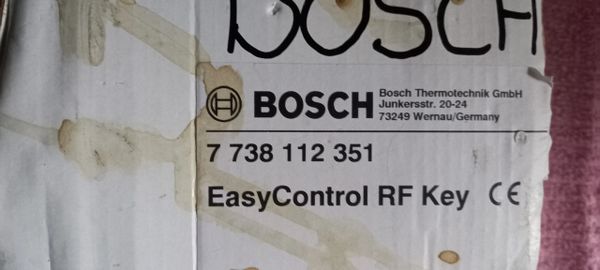 BOSCH
BOSCH
Bosch Thermotechnik GmbH
Junkersstr. 20-24
73249 Wernau/Germany
7 738 112 351
EasyControl RF Key CE